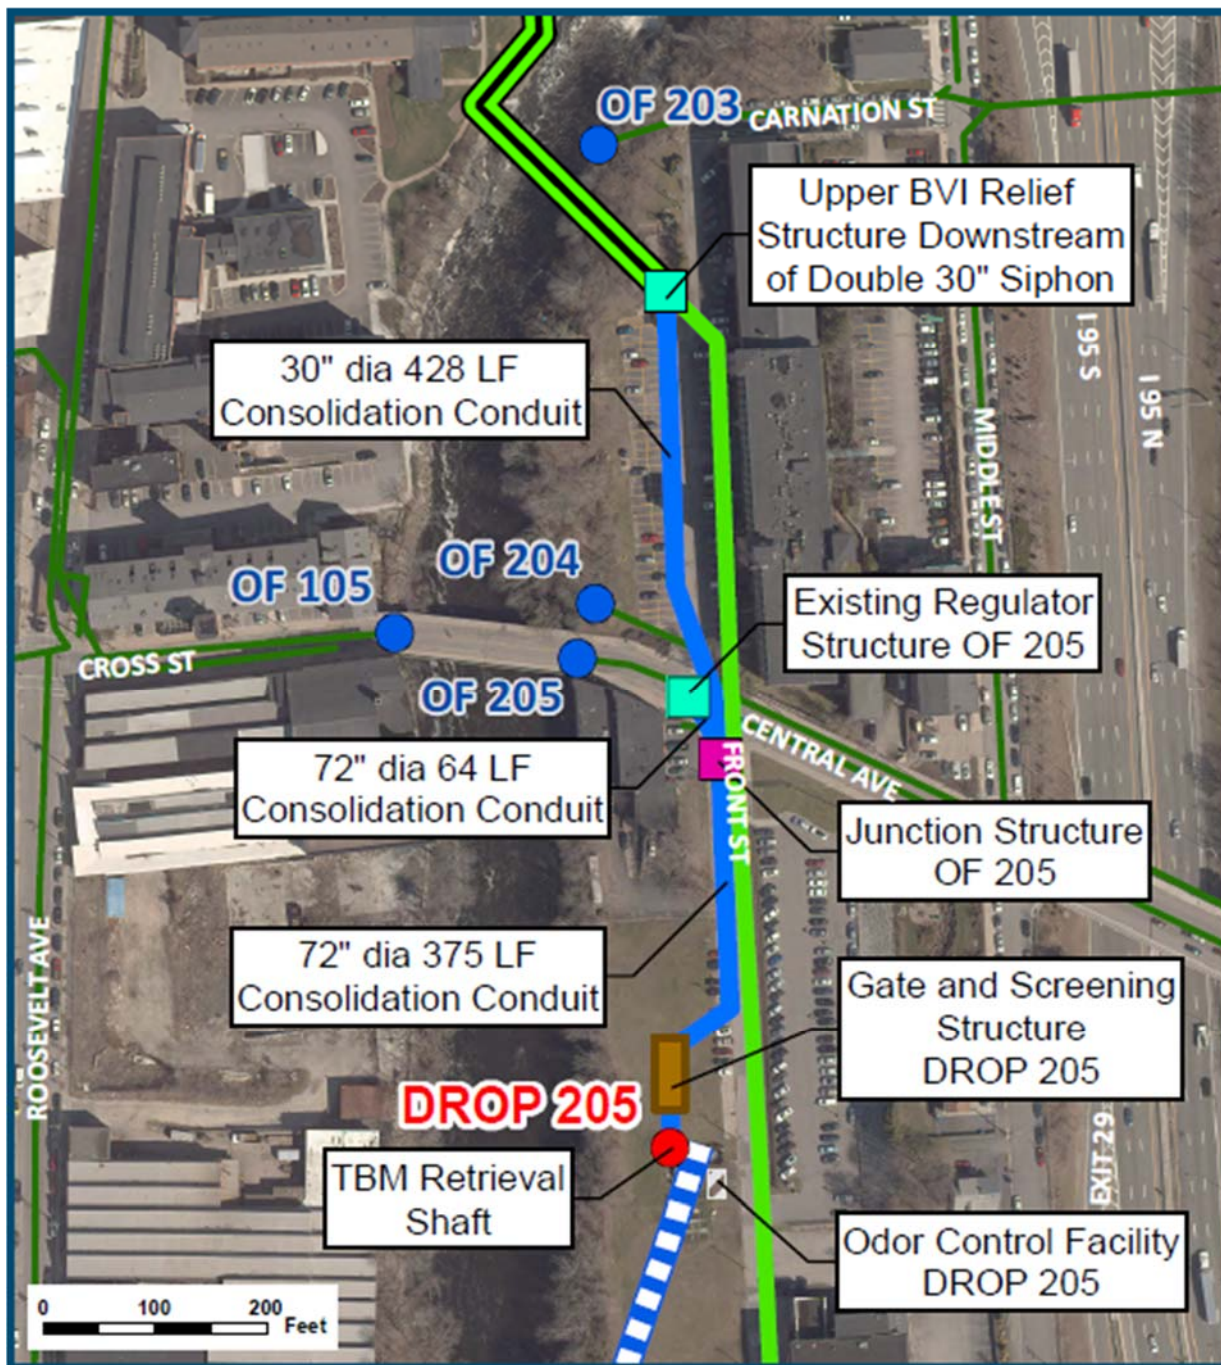 OF 203
CARNATION ST
Upper BVI Relief
Structure Downstream
of Double 30" Siphon
I 95 S
I 95 N
30" dia 428 LF
Consolidation Conduit
MIDDLE ST
OF 204
OF 105
Existing Regulator
Structure OF 205
CROSS ST
OF 205
CENTRAL AVE
72" dia 64 LF
Consolidation Conduit
FRONT ST
Junction Structure
OF 205
ROOSEVELT AVE
72" dia 375 LF
Consolidation Conduit
Gate and Screening
Structure
DROP 205
DROP 205
TBM Retrieval
Shaft
EXIT 29
Odor Control Facility
DROP 205
0 100 200
Feet